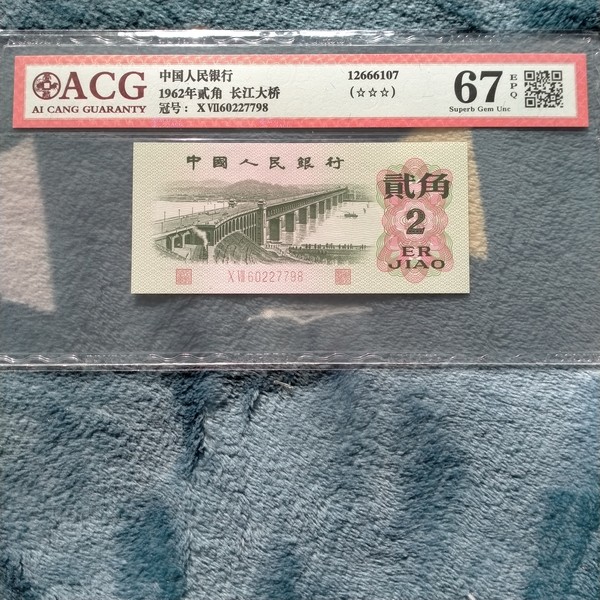 ACG
AI CANG GUARANTY
中国人民银行
1962年贰角 长江大桥
冠号: X VII60227798
12666107
(☆☆☆)
67
EPQ
Superb Gem Unc
中國人民銀行
貳角
2
ER
JIAO
X VII 60227798